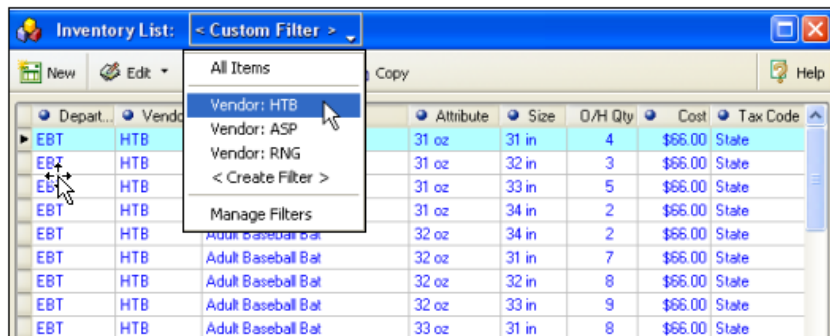 Inventory List: < Custom Filter >
New Edit Copy Help
All Items
Vendor: HTB
Vendor: ASP
Vendor: RNG
< Create Filter >
Manage Filters
Depart... Vendo Attribute Size O/H Qty Cost Tax Code
EBT HTB 31 oz 31 in 4 $66.00 State
EBT HTB 31 oz 32 in 3 $66.00 State
EBT HTB 31 oz 33 in 5 $66.00 State
EBT HTB 31 oz 34 in 2 $66.00 State
EBT HTB Adult Baseball Bat 32 oz 34 in 2 $66.00 State
EBT HTB Adult Baseball Bat 32 oz 31 in 7 $66.00 State
EBT HTB Adult Baseball Bat 32 oz 32 in 8 $66.00 State
EBT HTB Adult Baseball Bat 32 oz 33 in 9 $66.00 State
EBT HTB Adult Baseball Bat 33 oz 31 in 8 $66.00 State